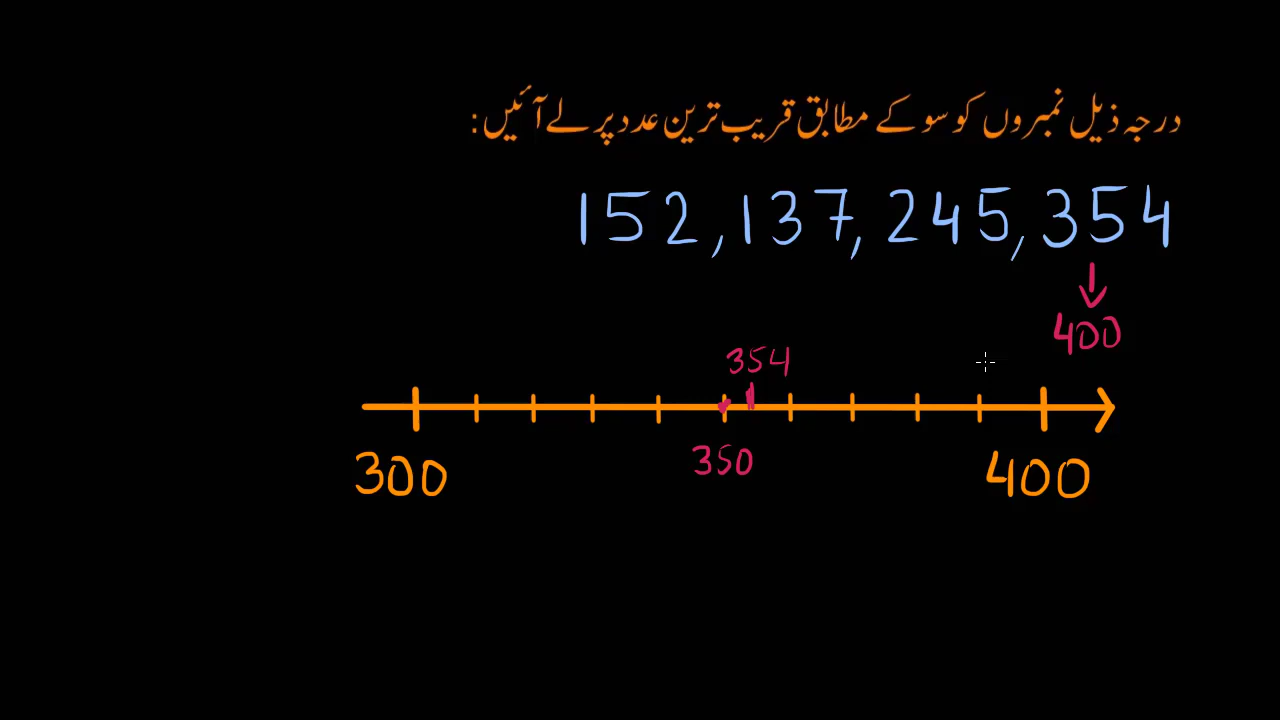 درجہ ذیل نمبروں کو سو کے مطابق قریب ترین عدد پر لے آئیں:
152, 137, 245, 354
400
354
350
300 400